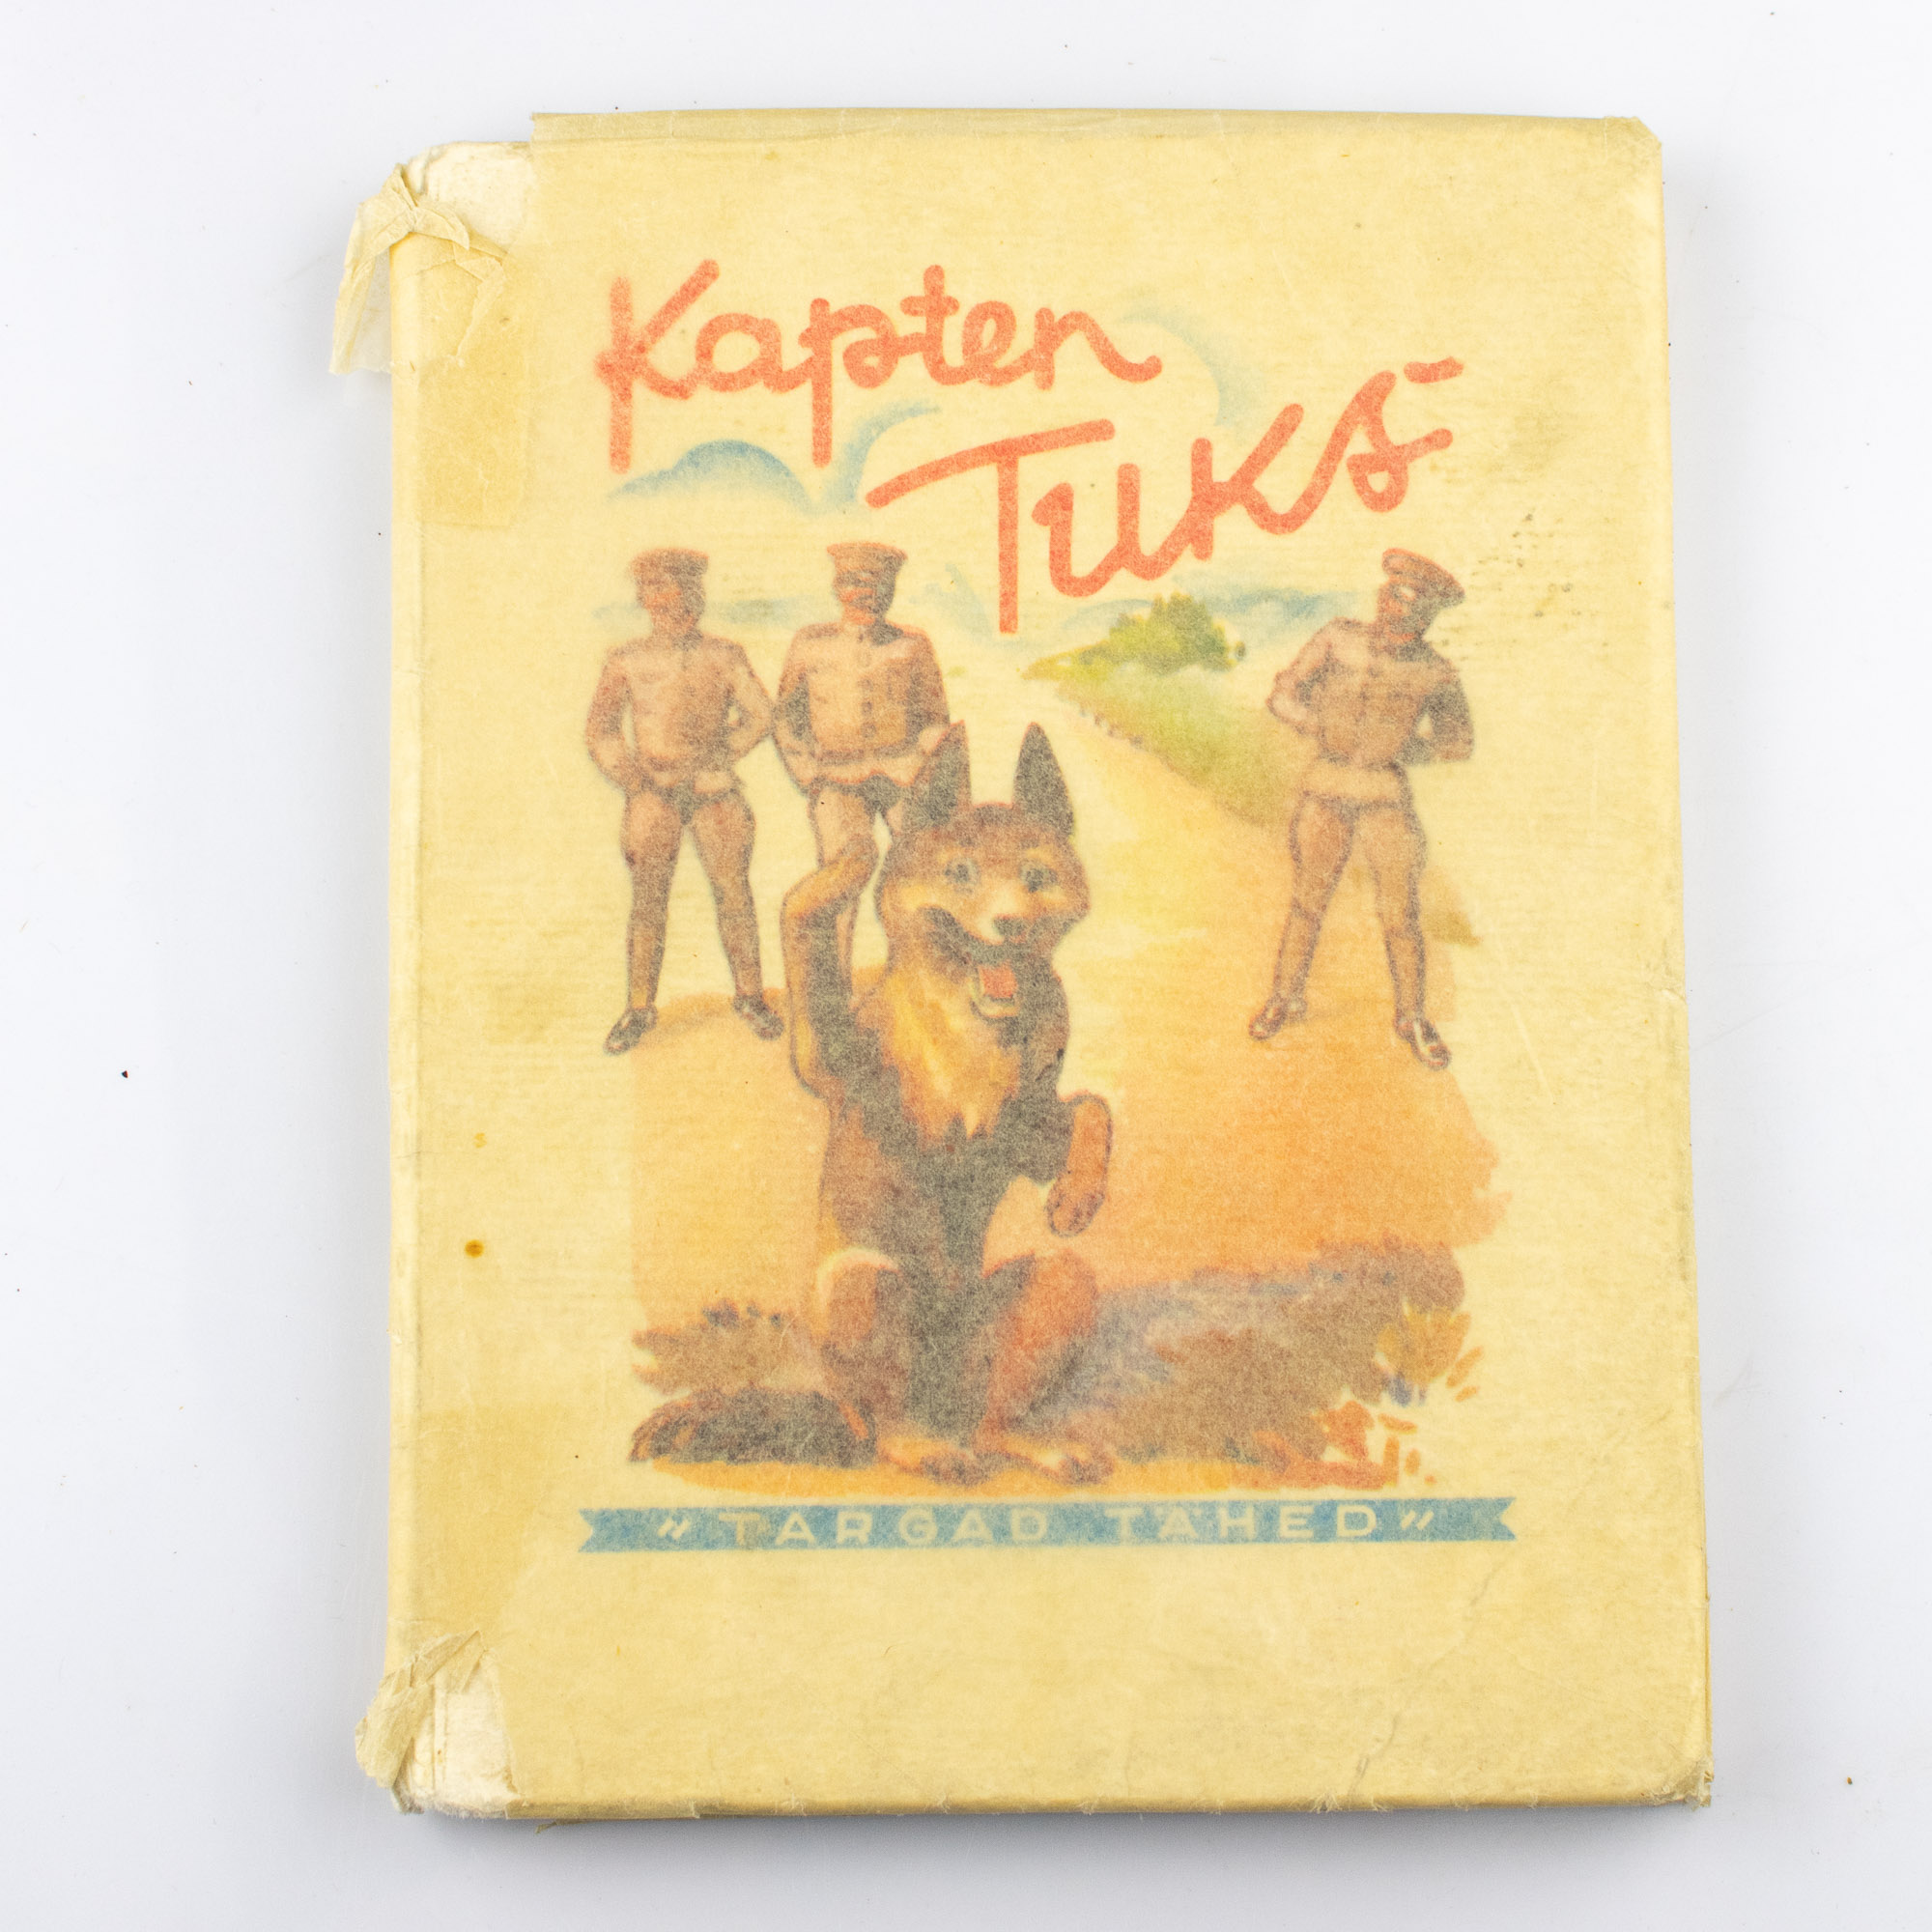 Kapten
Tuks
"TARGAD TÄHED"